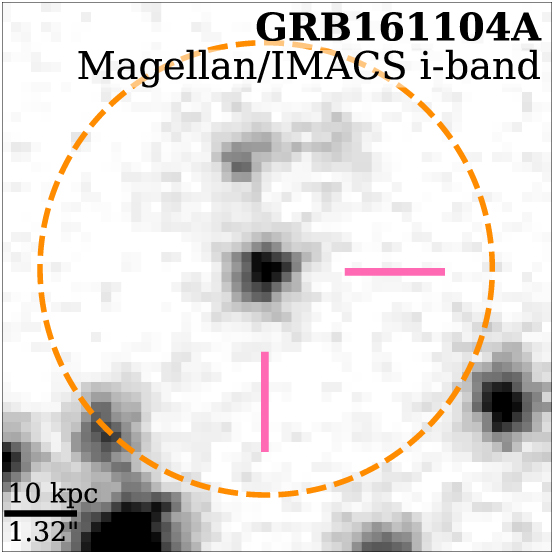 GRB161104A
Magellan/IMACS i-band
10 kpc
1.32"